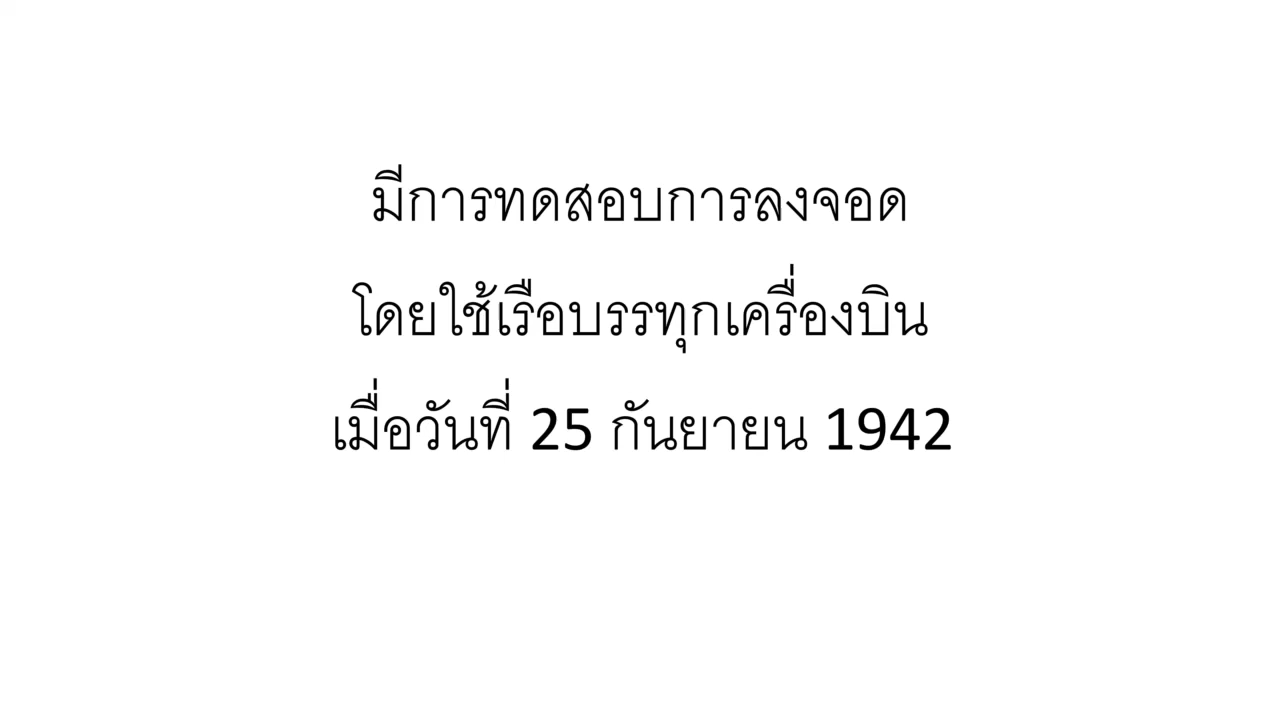 มีการทดสอบการลงจอด
โดยใช้เรือบรรทุกเครื่องบิน
เมื่อวันที่ 25 กันยายน 1942